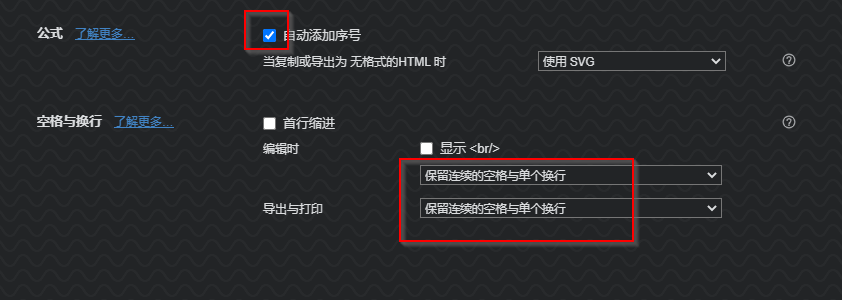 公式 了解更多... 自动添加序号
当复制或导出为 无格式的HTML 时 使用 SVG
空格与换行 了解更多... 首行缩进
编辑时 显示 <br/>
保留连续的空格与单个换行
导出与打印 保留连续的空格与单个换行